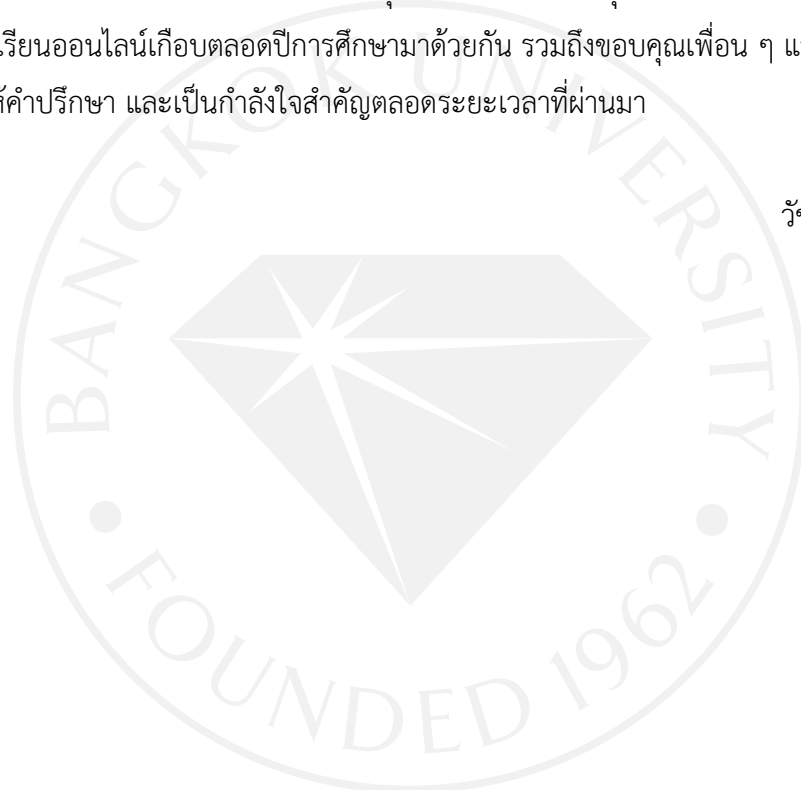 เรียนออนไลน์เกือบตลอดปีการศึกษามาด้วยกัน รวมถึงขอบคุณเพื่อน ๆ
คำปรึกษา และเป็นกำลังใจสำคัญตลอดระยะเวลาที่ผ่านมา
BANGKOK UNIVERSITY
FOUNDED 1962